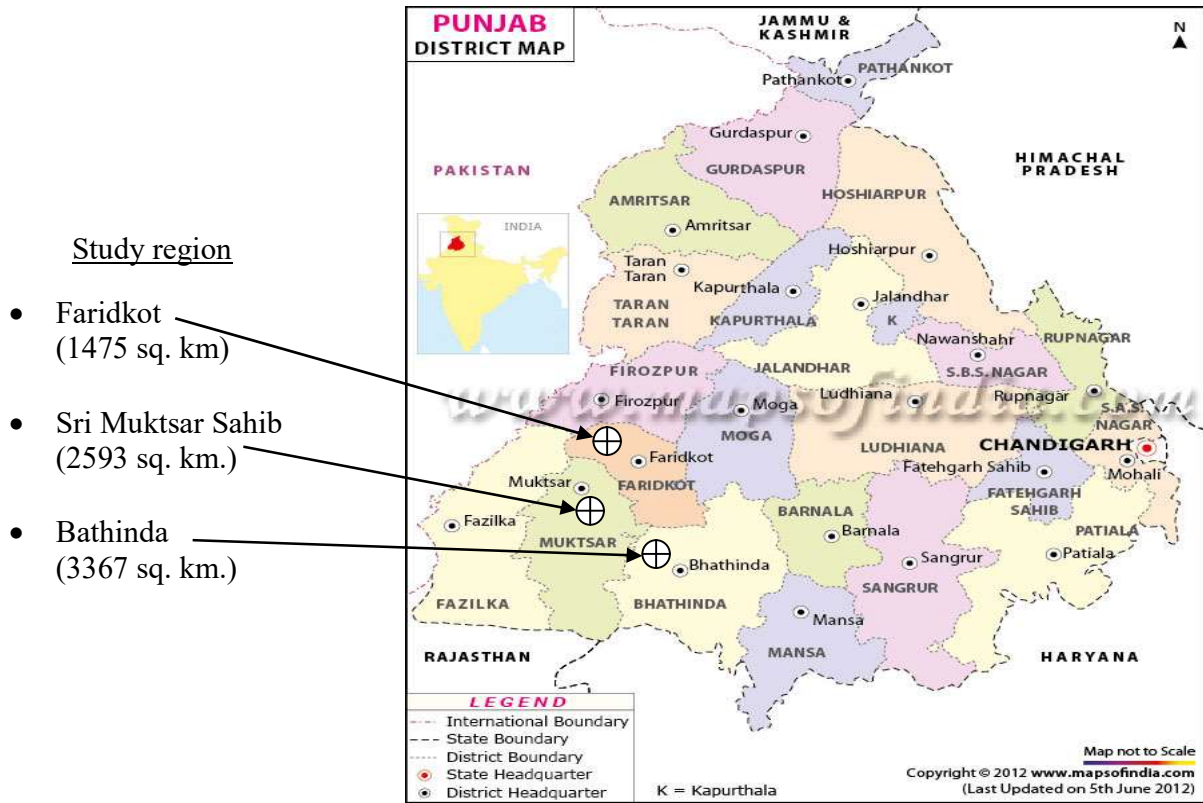 Study region
• Faridkot
(1475 sq. km)
• Sri Muktsar Sahib
(2593 sq. km.)
• Bathinda
(3367 sq. km.)
PUNJAB
DISTRICT MAP
JAMMU &
KASHMIR
N
PATHANKOT
Pathankot
Gurdaspur
GURDASPUR
PAKISTAN
HIMACHAL
PRADESH
HOSHIARPUR
AMRITSAR
Amritsar
INDIA
Hoshiarpur
Taran
Taran
Kapurthala
Jalandhar
TARAN
TARAN
KAPURTHALA
K
Nawanshahr
RUPNAGAR
FIROZPUR
JALANDHAR
S.B.S. NAGAR
www.mapsofindia.com
Firozpur
Moga
Ludhiana
Rupnagar
S.A.S.
NAGAR
MOGA
LUDHIANA
CHANDIGARH
Faridkot
Fatehgarh Sahib
Mohali
Muktsar
FARIDKOT
FATEHGARH
SAHIB
Fazilka
BARNALA
Barnala
PATIALA
MUKTSAR
Patiala
Bhathinda
Sangrur
SANGRUR
FAZILKA
BHATHINDA
Mansa
MANSA
RAJASTHAN
HARYANA
LEGEND
International Boundary
State Boundary
District Boundary
State Headquarter
District Headquarter
K = Kapurthala
Map not to Scale
Copyright © 2012 www.mapsofindia.com
(Last Updated on 5th June 2012)